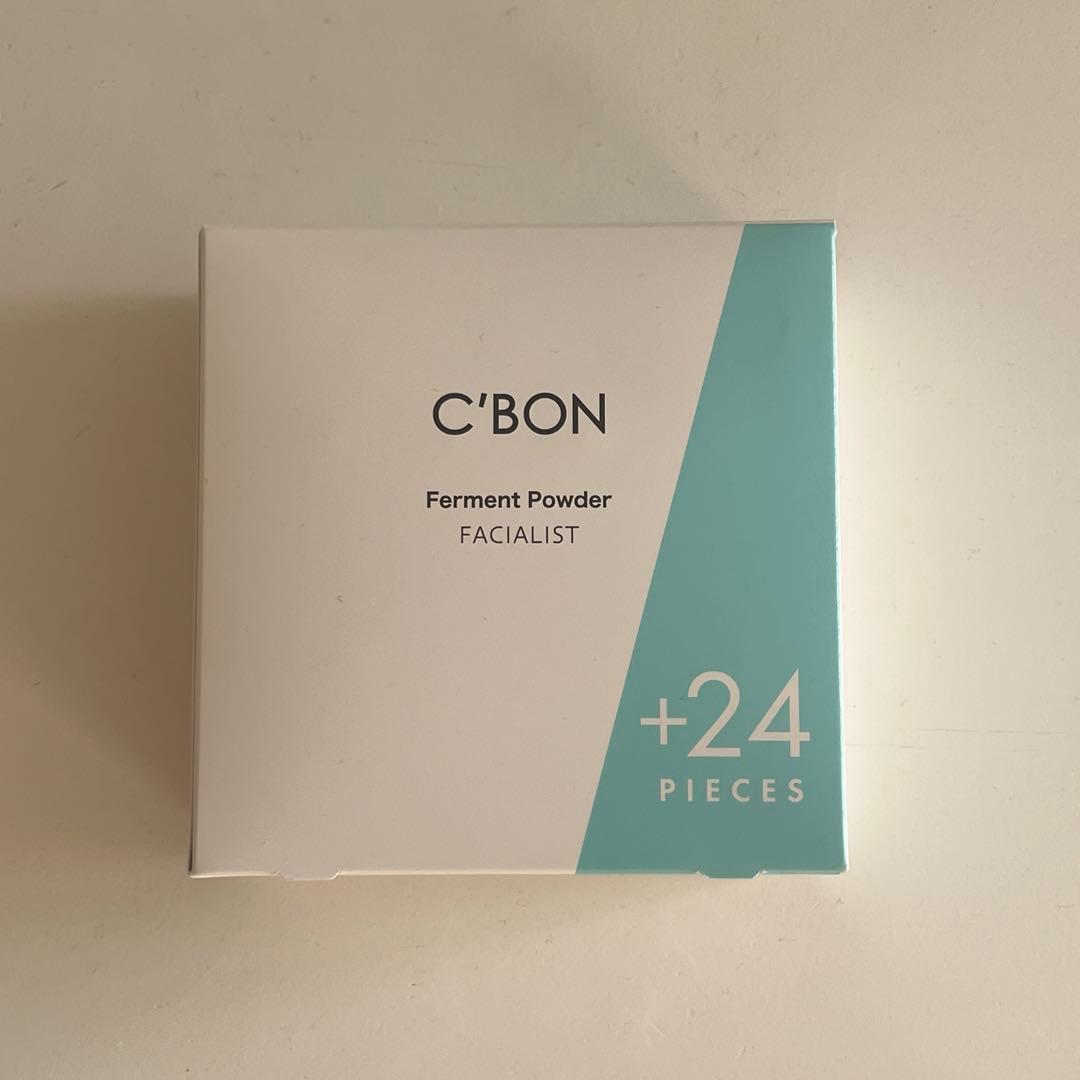 C'BON
Ferment Powder
FACIALIST
+24
PIECES